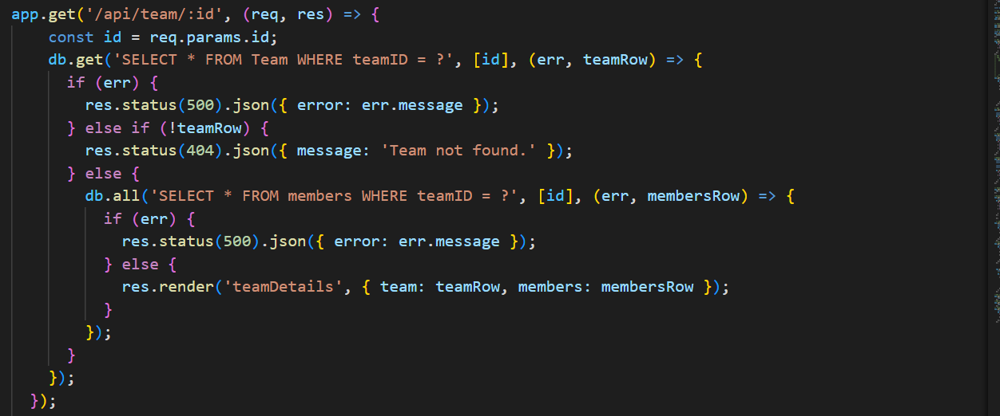 app.get('/api/team/:id', (req, res) => {
const id = req.params.id;
db.get('SELECT * FROM Team WHERE teamID = ?', [id], (err, teamRow) => {
if (err) {
res.status(500).json({ error: err.message });
} else if (!teamRow) {
res.status(404).json({ message: 'Team not found.' });
} else {
db.all('SELECT * FROM members WHERE teamID = ?', [id], (err, membersRow) => {
if (err) {
res.status(500).json({ error: err.message });
} else {
res.render('teamDetails', { team: teamRow, members: membersRow });
}
});
}
});
});